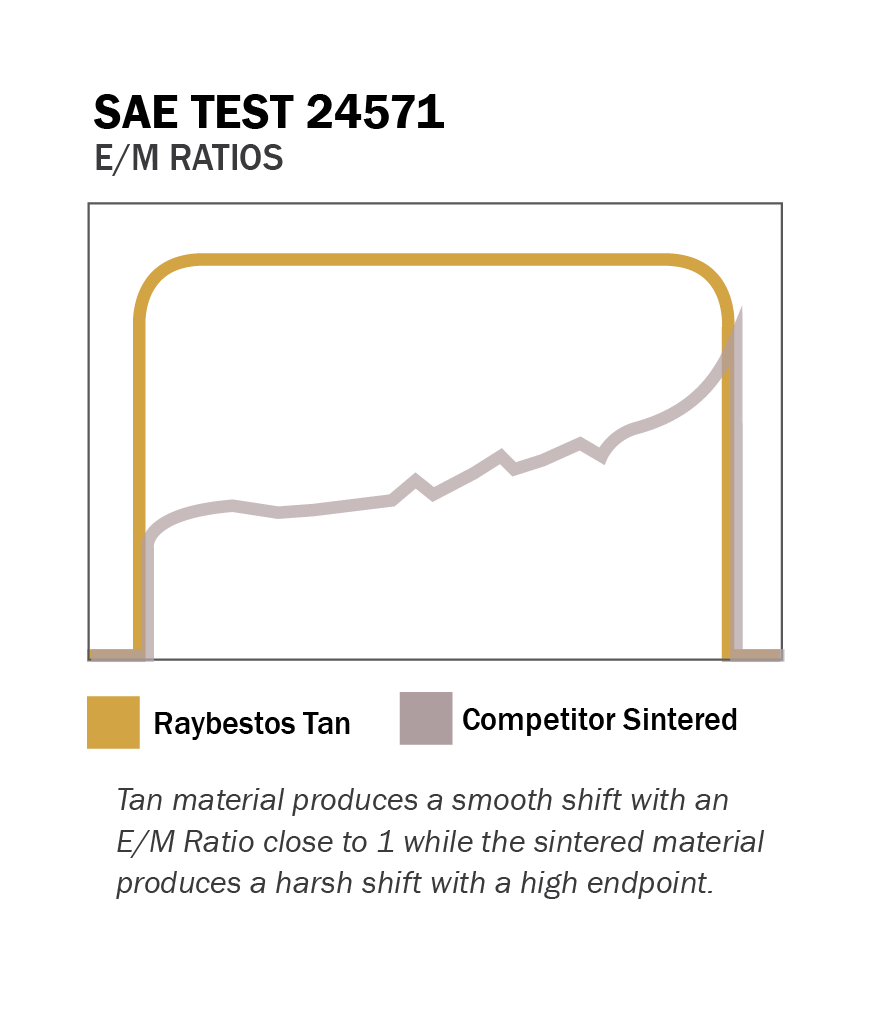 SAE TEST 24571
E/M RATIOS
Raybestos Tan
Competitor Sintered
Tan material produces a smooth shift with an
E/M Ratio close to 1 while the sintered material
produces a harsh shift with a high endpoint.